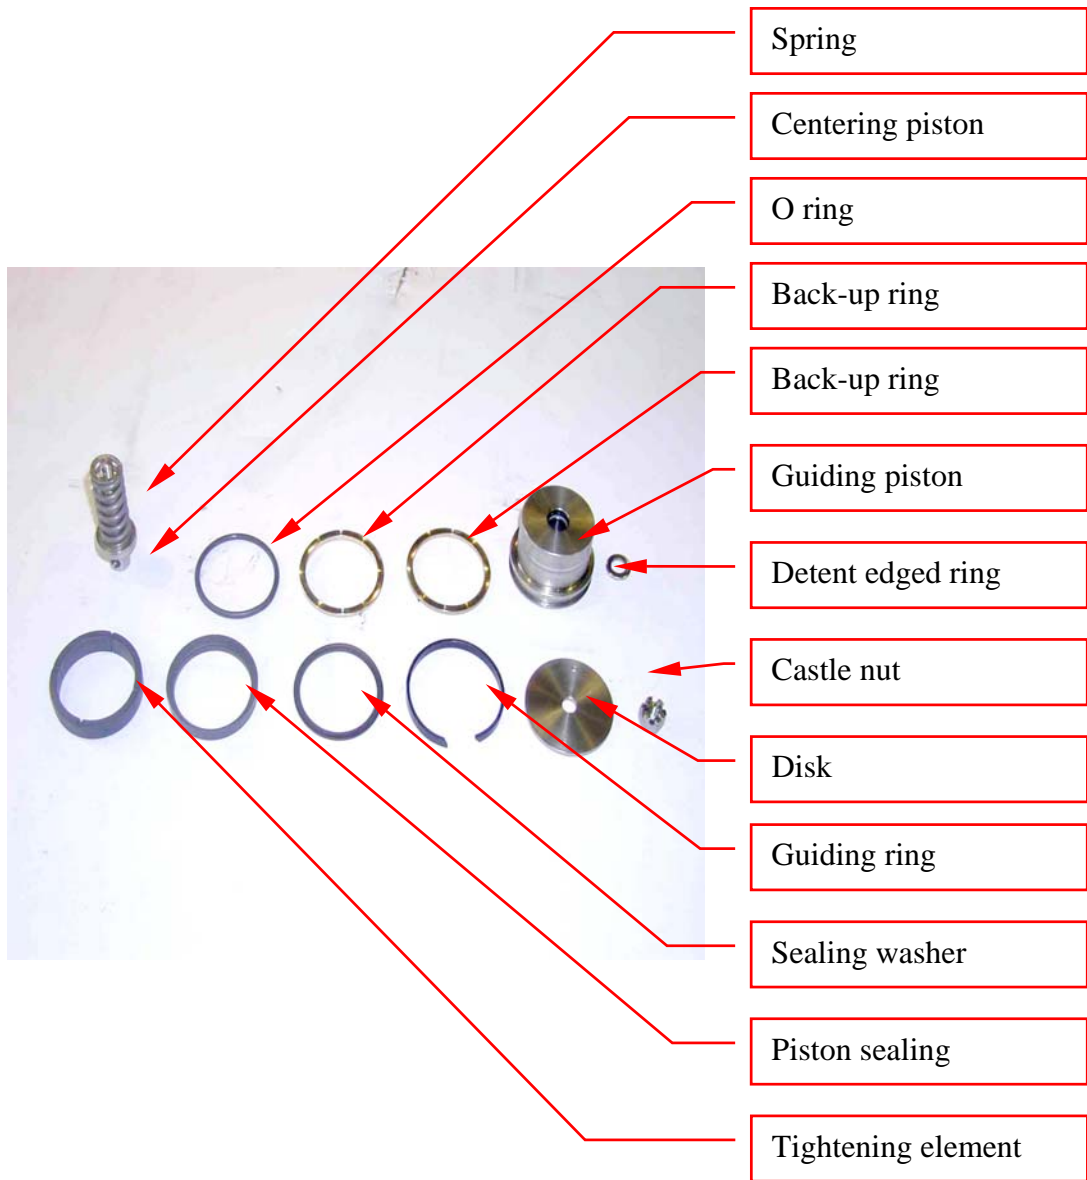 Spring
Centering piston
O ring
Back-up ring
Back-up ring
Guiding piston
Detent edged ring
Castle nut
Disk
Guiding ring
Sealing washer
Piston sealing
Tightening element